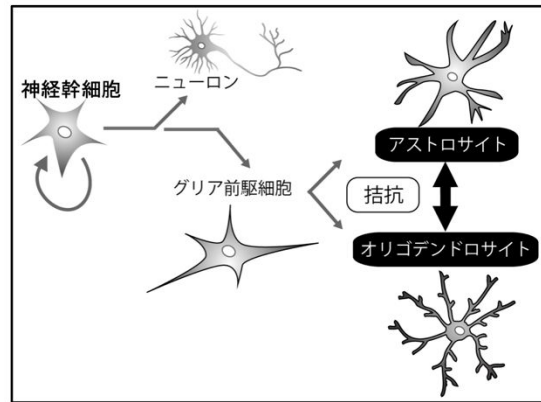 神経幹細胞
ニューロン
アストロサイト
グリア前駆細胞
拮抗
オリゴデンドロサイト